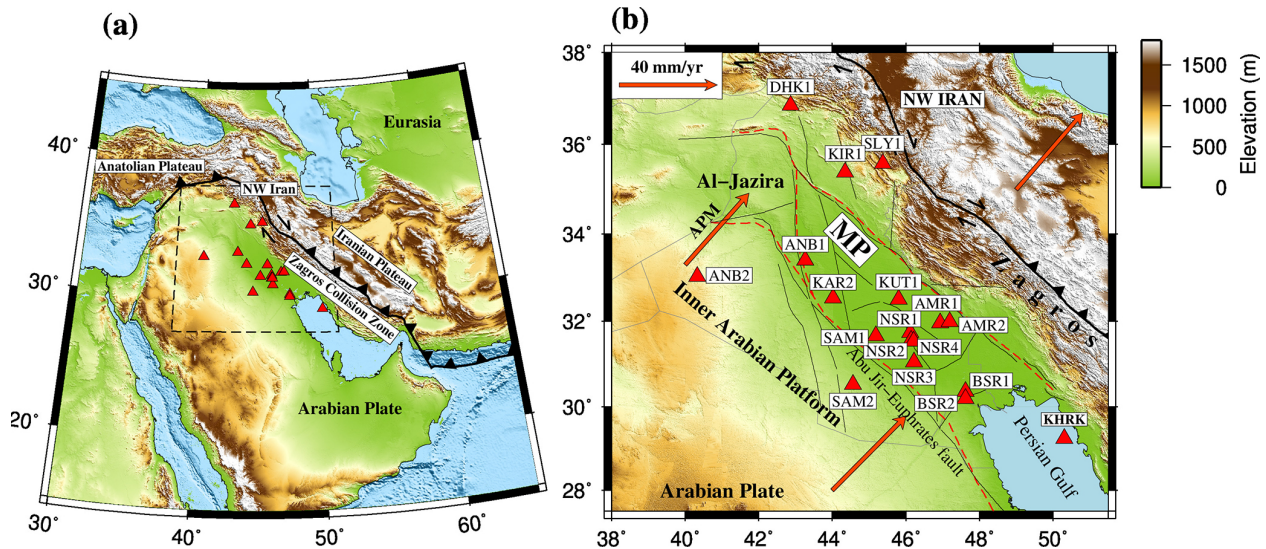 (a)
Eurasia
Anatolian Plateau
NW Iran
Iranian Plateau
Zagros Collision Zone
Arabian Plate
40°
30°
20°
30°
40°
50°
60°
(b)
40 mm/yr
DHK1
NW IRAN
KIR1
SLY1
Al-Jazira
APM
MP
Zagros
ANB1
ANB2
KAR2
KUT1
AMR1
NSR1
AMR2
SAM1
NSR2
NSR4
NSR3
Inner Arabian Platform
Abu Jir-Euphrates fault
SAM2
BSR1
BSR2
KHRK
Persian Gulf
Arabian Plate
38°
36°
34°
32°
30°
28°
38°
40°
42°
44°
46°
48°
50°
1500
1000
500
0
Elevation (m)